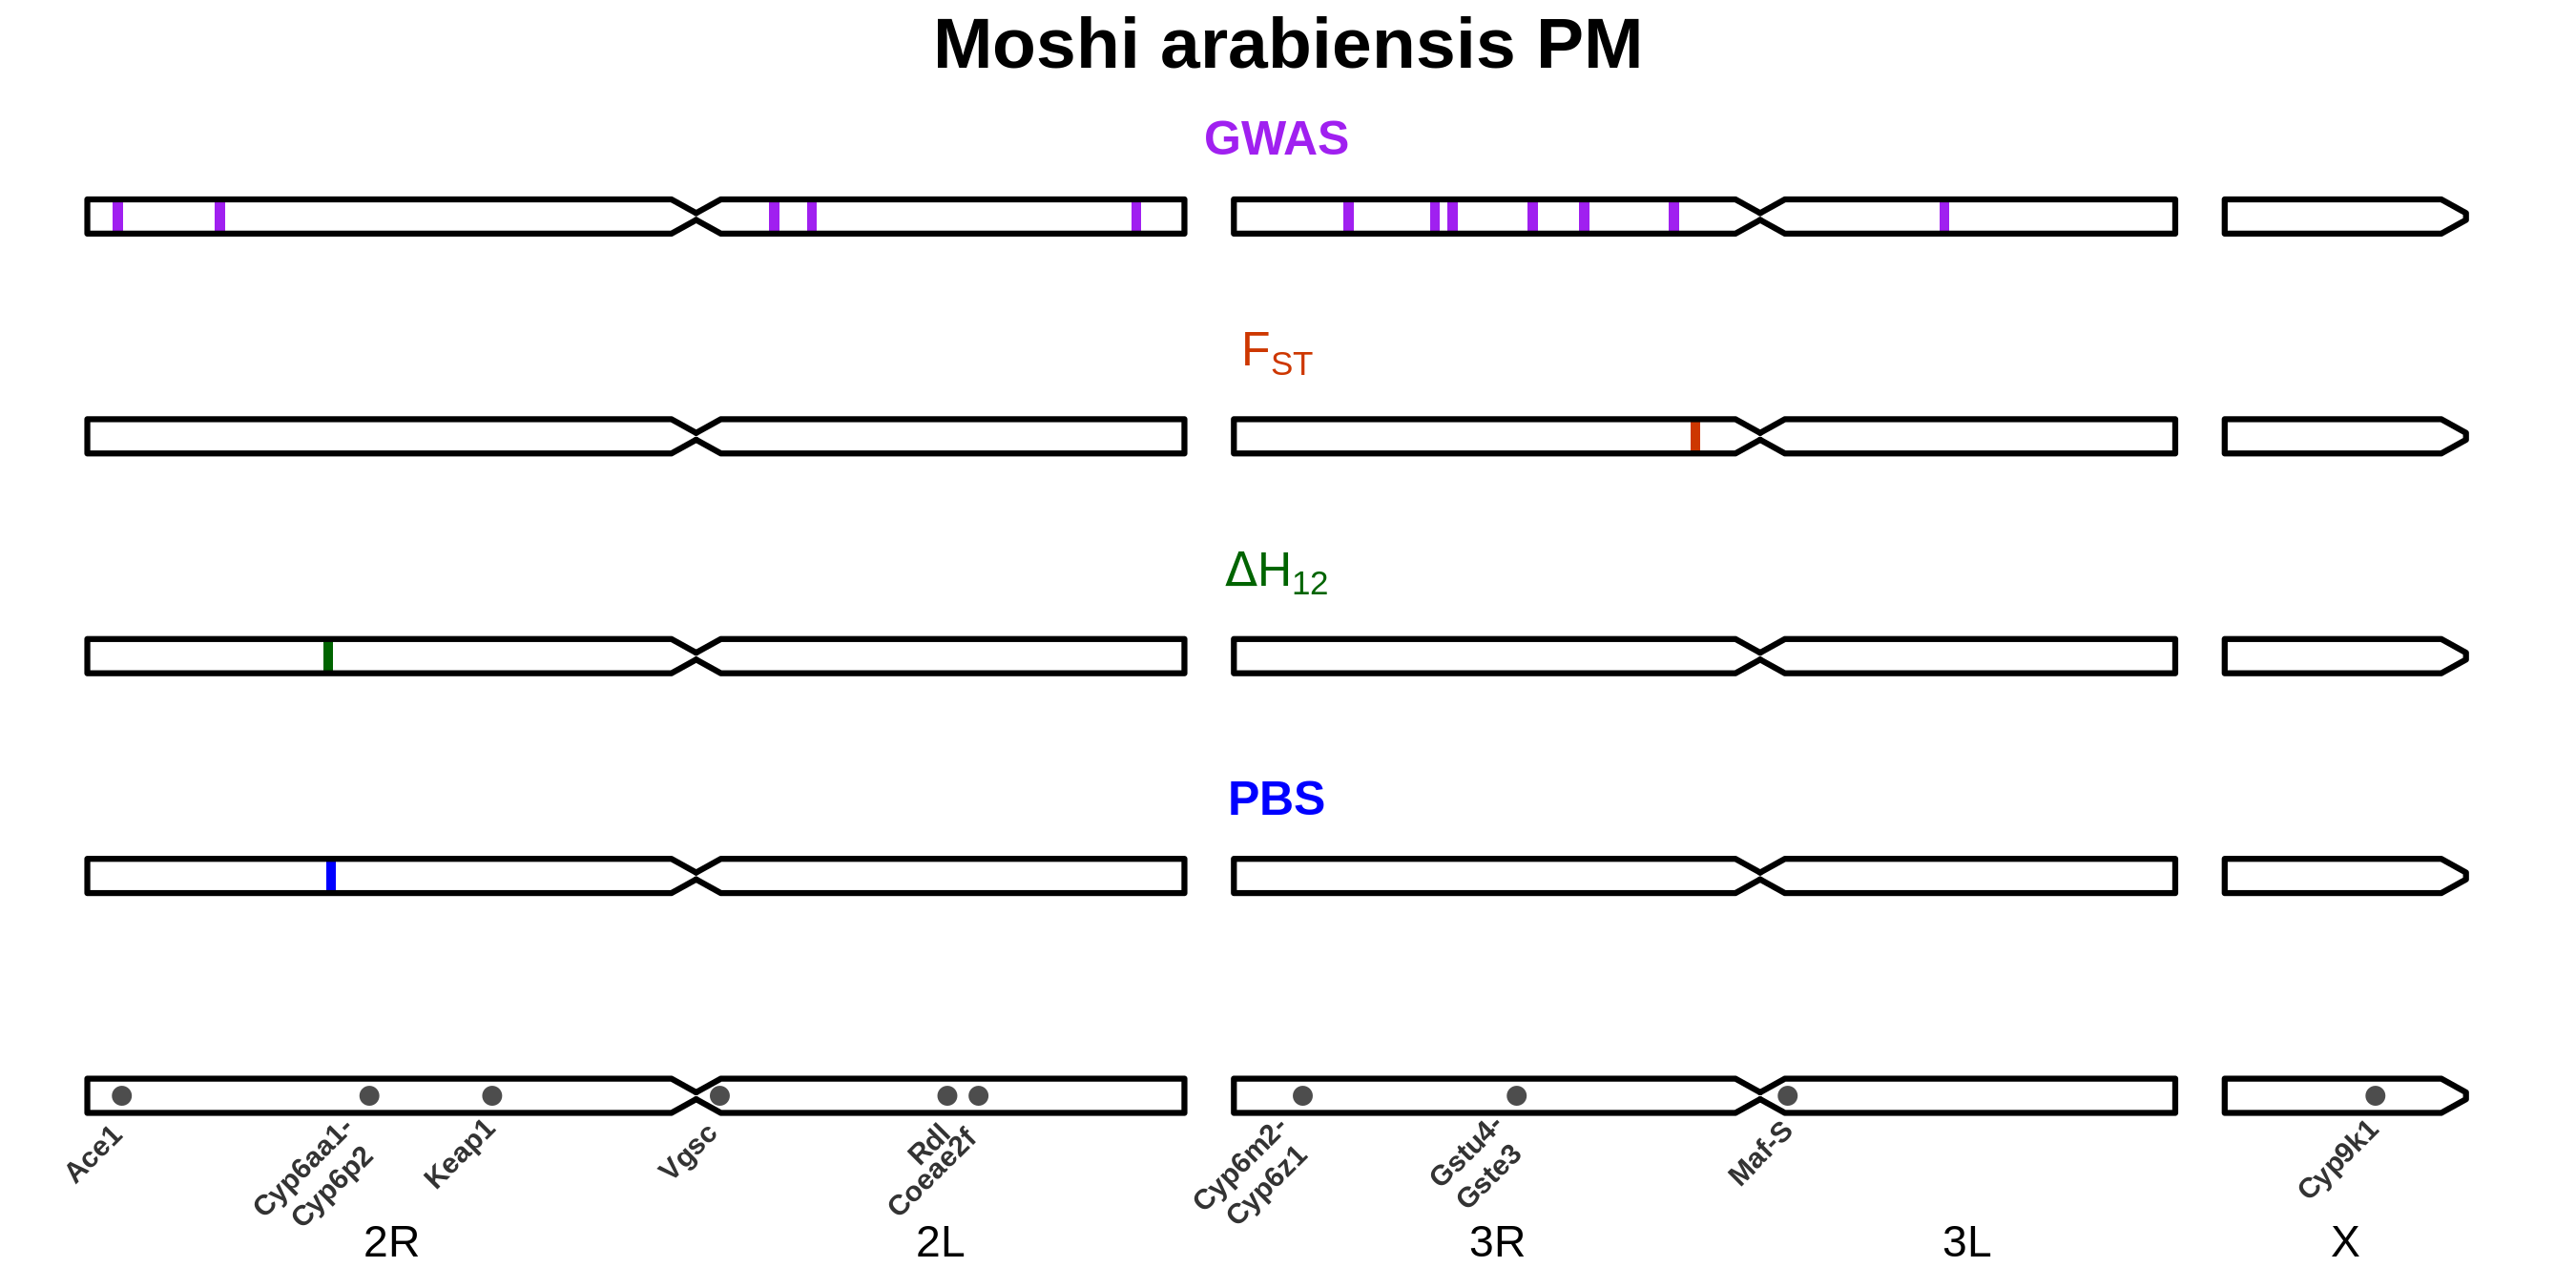 Moshi arabiensis PM
GWAS
F_ST
ΔH_12
PBS
Ace1
Cyp6aa1-
Cyp6p2
Keap1
Vgsc
Rdl
Coeae2f
Cyp6m2-
Cyp6z1
Gstu4-
Gste3
Maf-S
Cyp9k1
2R 2L 3R 3L X